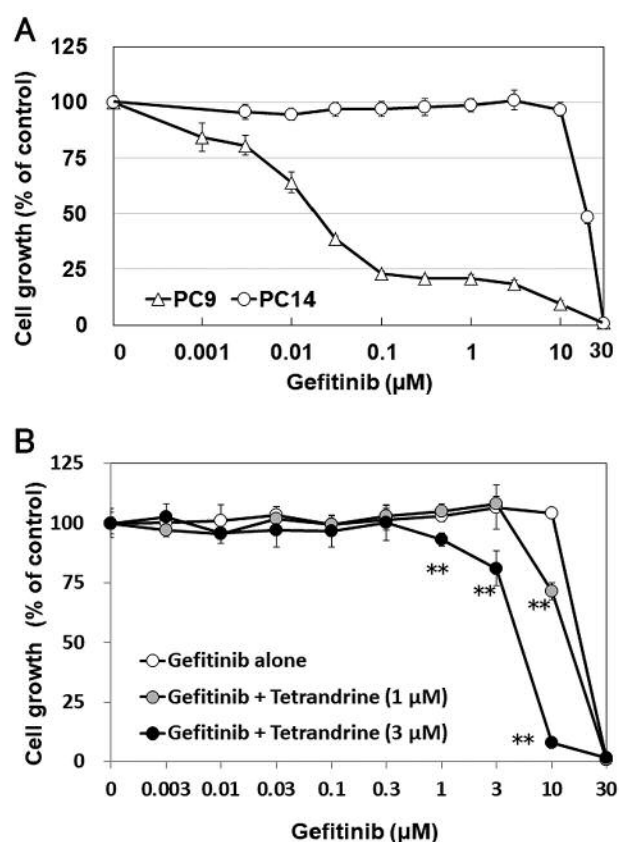 A
125
100
75
50
25
0
Cell growth (% of control)
PC9 PC14
0 0.001 0.01 0.1 1 10 30
Gefitinib (µM)
B
125
100
75
50
25
0
Cell growth (% of control)
**
**
**
**
Gefitinib alone
Gefitinib + Tetrandrine (1 µM)
Gefitinib + Tetrandrine (3 µM)
0 0.003 0.01 0.03 0.1 0.3 1 3 10 30
Gefitinib (µM)